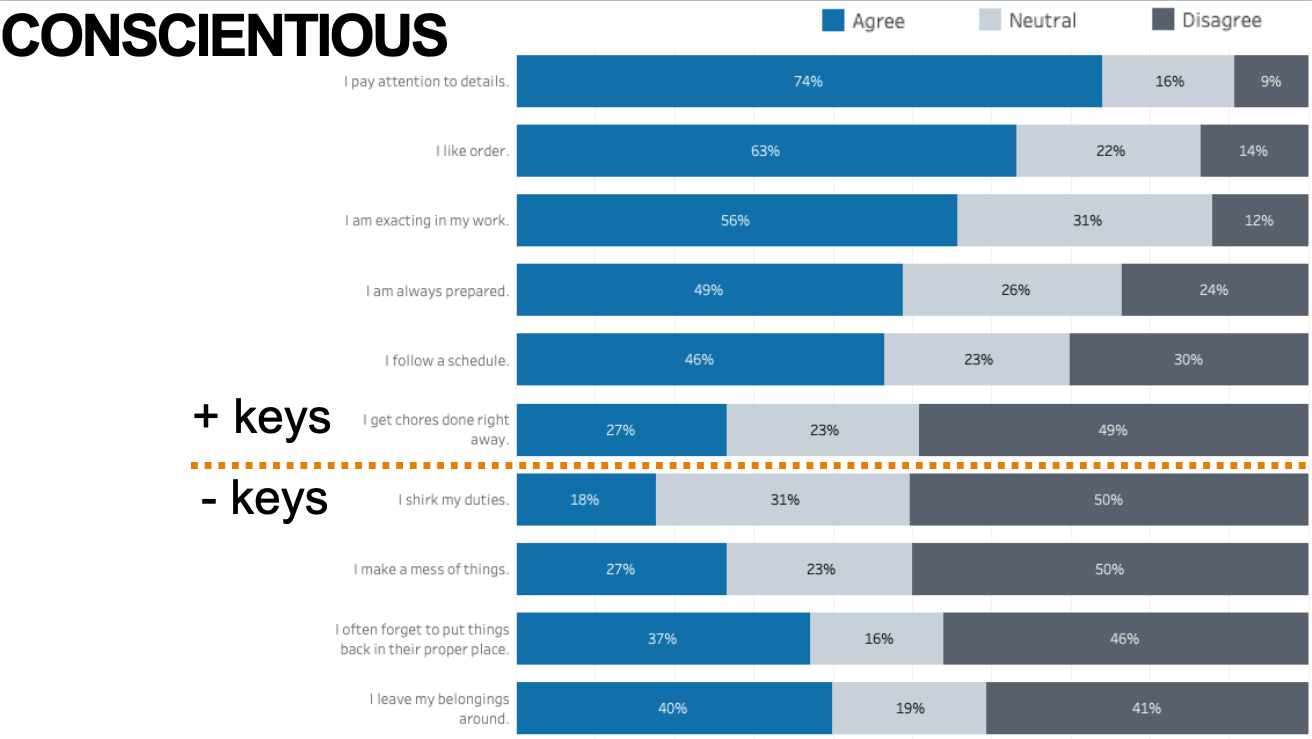 CONSCIENTIOUS
Agree Neutral Disagree
I pay attention to details. 74% 16% 9%
I like order. 63% 22% 14%
I am exacting in my work. 56% 31% 12%
I am always prepared. 49% 26% 24%
I follow a schedule. 46% 23% 30%
+ keys
I get chores done right
away.
27% 23% 49%
- keys
I shirk my duties. 18% 31% 50%
I make a mess of things. 27% 23% 50%
I often forget to put things
back in their proper place.
37% 16% 46%
I leave my belongings
around.
40% 19% 41%